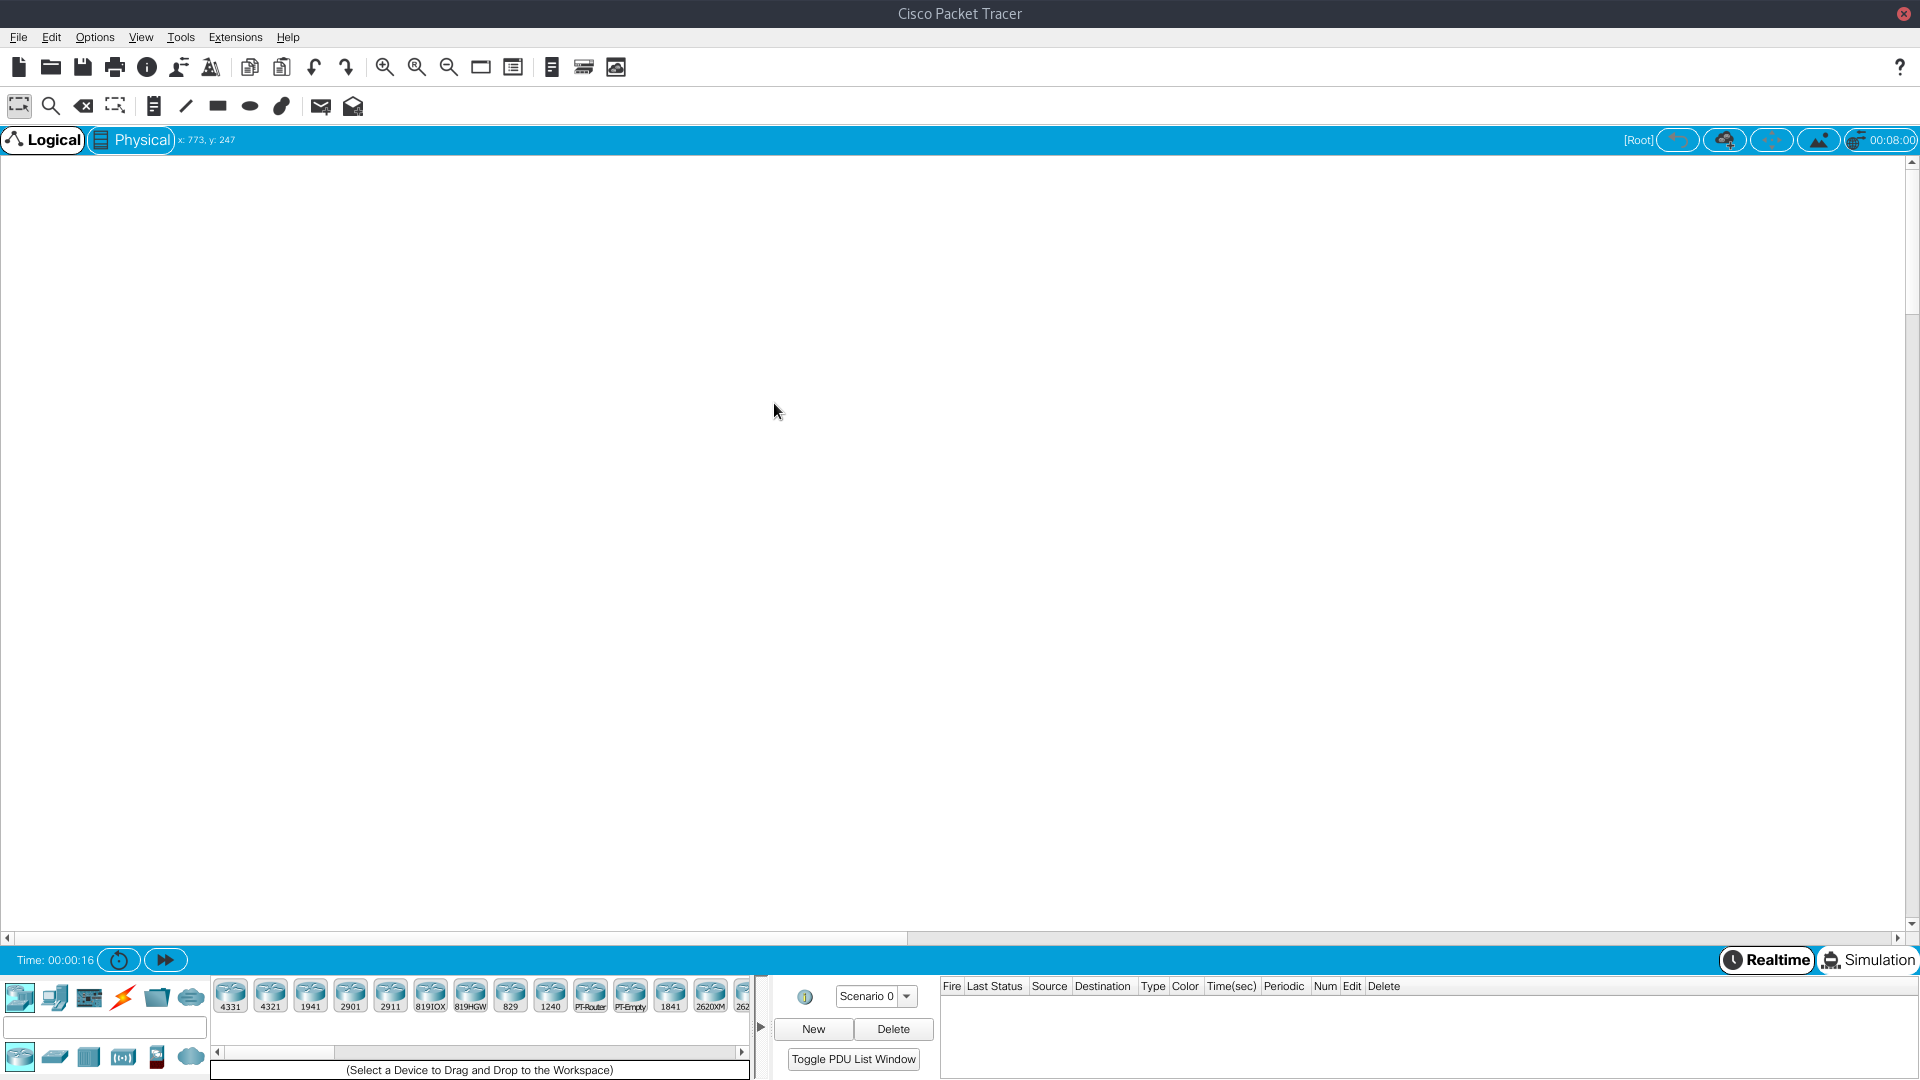 Cisco Packet Tracer
File Edit Options View Tools Extensions Help
?
Logical Physical x: 773, y: 247 [Root] 00:08:00
Time: 00:00:16 Realtime Simulation
4331 4321 1941 2901 2911 819IOX 819HGW 829 1240 PT-Router PT-Empty 1841 2620XM 262
Scenario 0
New Delete
Toggle PDU List Window
(Select a Device to Drag and Drop to the Workspace)
Fire Last Status Source Destination Type Color Time(sec) Periodic Num Edit Delete